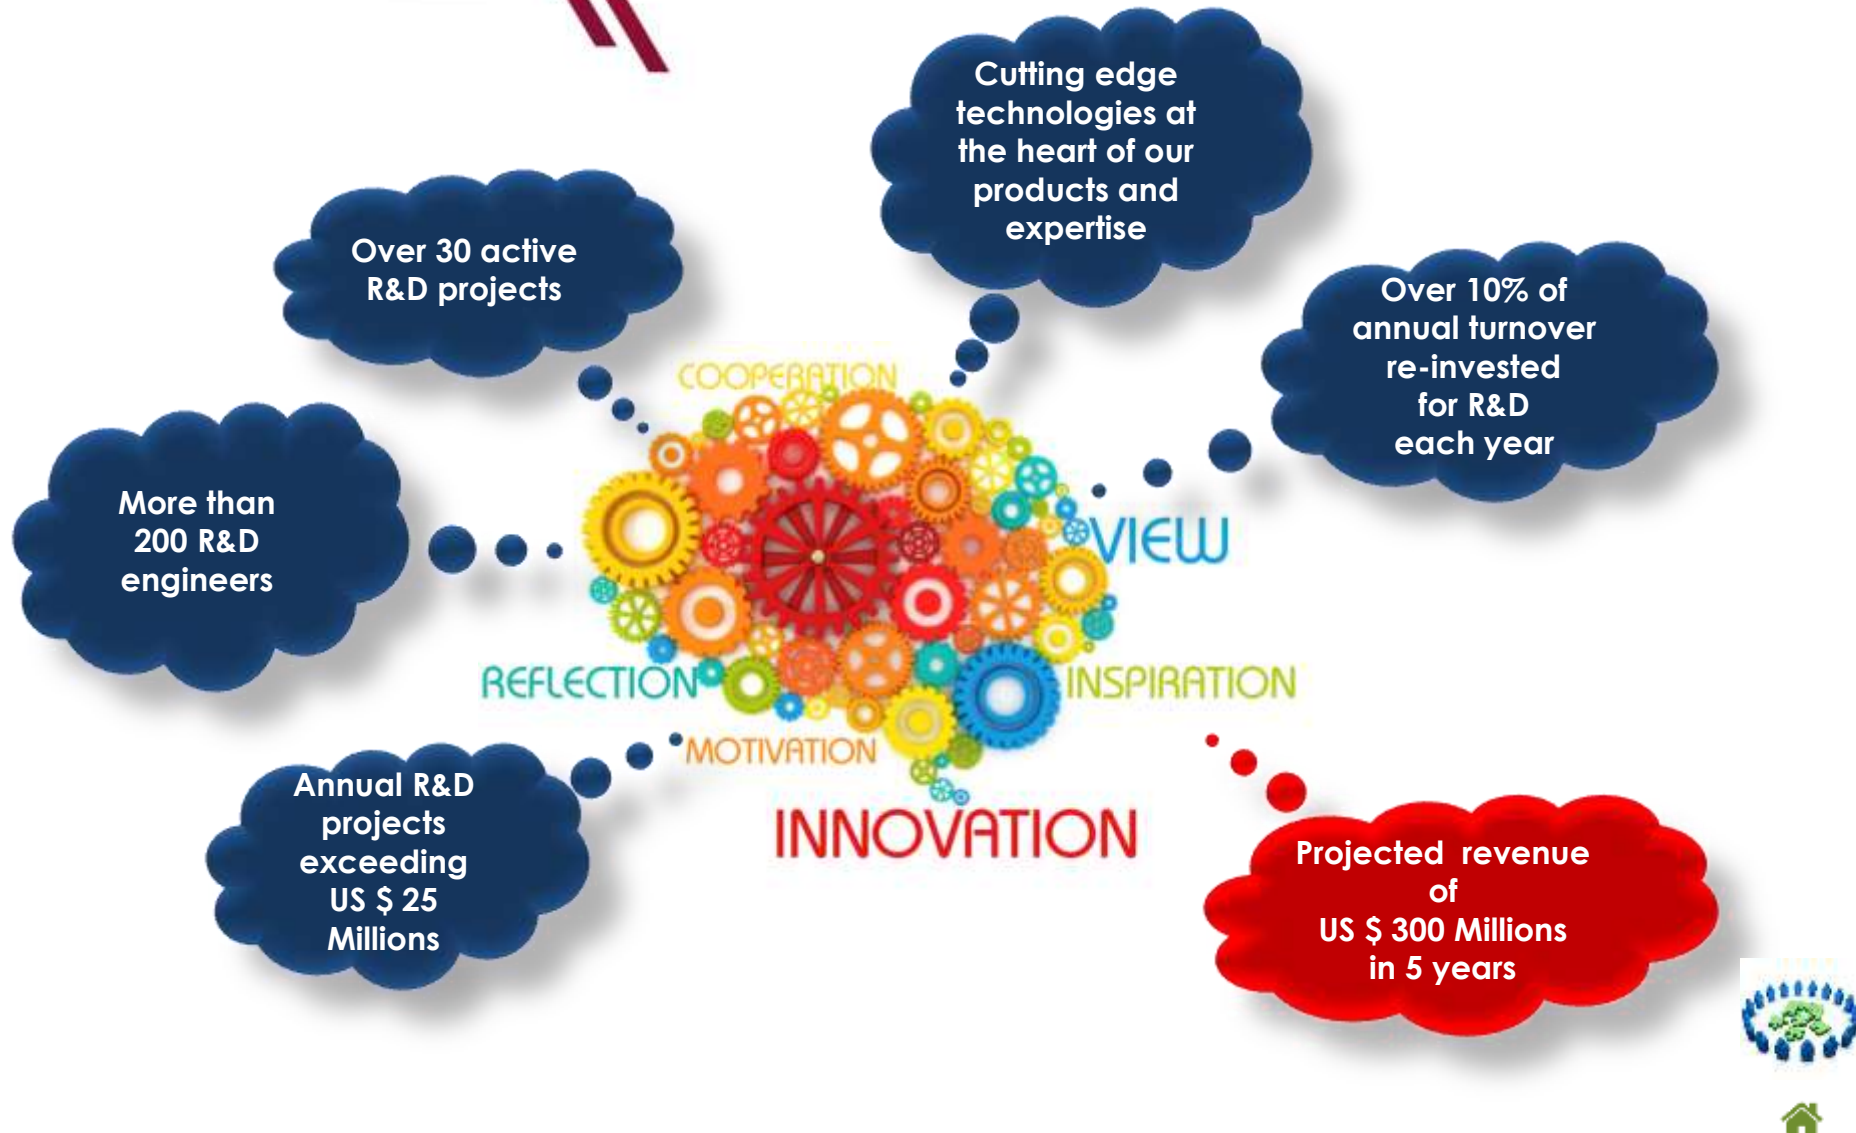 Cutting edge
technologies at
the heart of our
products and
expertise
Over 30 active
R&D projects
Over 10% of
annual turnover
re-invested
for R&D
each year
COOPERATION
More than
200 R&D
engineers
VIEW
REFLECTION
INSPIRATION
MOTIVATION
Annual R&D
projects
exceeding
US $ 25
Millions
INNOVATION
Projected revenue
of
US $ 300 Millions
in 5 years